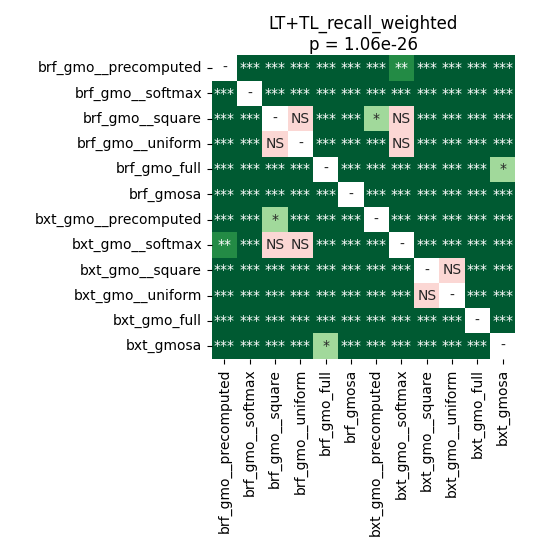 LT+TL_recall_weighted
p = 1.06e-26
brf_gmo__precomputed - *** *** *** *** *** *** ** *** *** *** ***
brf_gmo__softmax *** - *** *** *** *** *** *** *** *** *** ***
brf_gmo__square *** *** - NS *** *** * NS *** *** *** ***
brf_gmo__uniform *** *** NS - *** *** *** NS *** *** *** ***
brf_gmo_full *** *** *** *** - *** *** *** *** *** *** *
brf_gmosa *** *** *** *** *** - *** *** *** *** *** ***
bxt_gmo__precomputed *** *** * *** *** *** - *** *** *** *** ***
bxt_gmo__softmax ** *** NS NS *** *** *** - *** *** *** ***
bxt_gmo__square *** *** *** *** *** *** *** *** - NS *** ***
bxt_gmo__uniform *** *** *** *** *** *** *** *** NS - *** ***
bxt_gmo_full *** *** *** *** *** *** *** *** *** *** - ***
bxt_gmosa *** *** *** *** * *** *** *** *** *** *** -
brf_gmo__precomputed
brf_gmo__softmax
brf_gmo__square
brf_gmo__uniform
brf_gmo_full
brf_gmosa
bxt_gmo__precomputed
bxt_gmo__softmax
bxt_gmo__square
bxt_gmo__uniform
bxt_gmo_full
bxt_gmosa